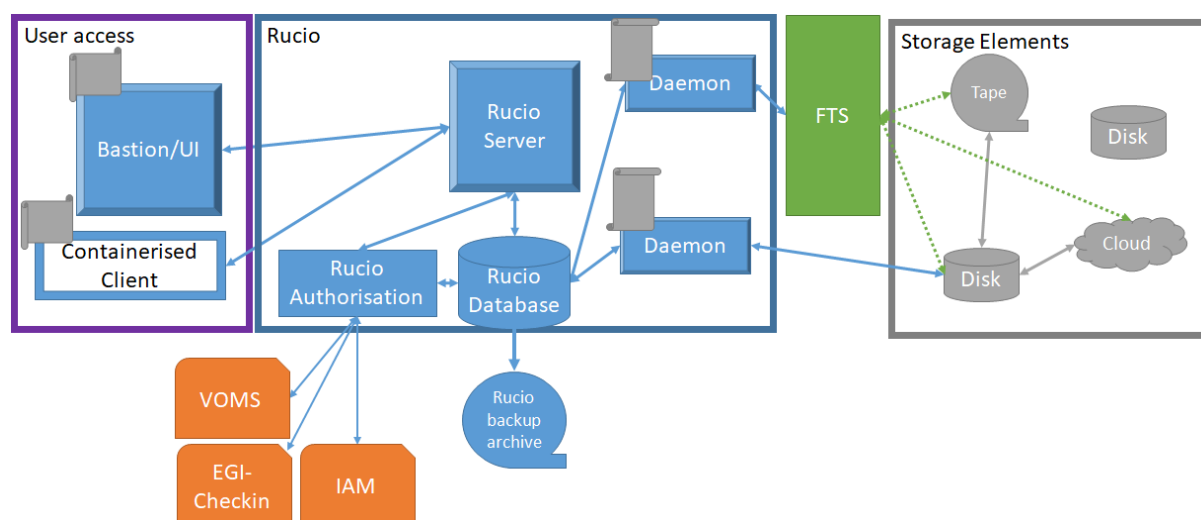 User access
Bastion/UI
Containerised
Client
Rucio
Rucio
Server
Rucio
Authorisation
Rucio
Database
Daemon
Daemon
FTS
Storage Elements
Tape
Disk
Cloud
Disk
VOMS
EGI-
Checkin
IAM
Rucio
backup
archive